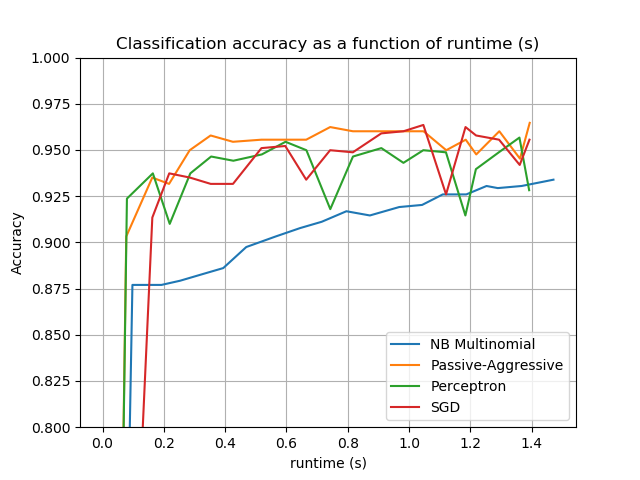 Classification accuracy as a function of runtime (s)
1.000
0.975
0.950
0.925
0.900
0.875
0.850
0.825
0.800
Accuracy
NB Multinomial
Passive-Aggressive
Perceptron
SGD
0.0 0.2 0.4 0.6 0.8 1.0 1.2 1.4
runtime (s)